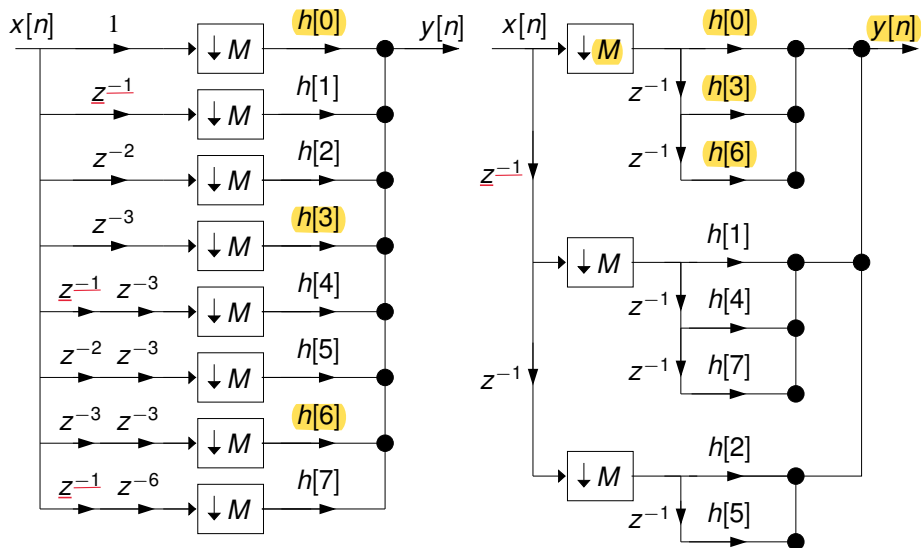 x[n] 1 ↓ M h[0] y[n]
z⁻¹ ↓ M h[1]
z⁻² ↓ M h[2]
z⁻³ ↓ M h[3]
z⁻¹ z⁻³ ↓ M h[4]
z⁻² z⁻³ ↓ M h[5]
z⁻³ z⁻³ ↓ M h[6]
z⁻¹ z⁻⁶ ↓ M h[7]
x[n] ↓ M h[0] y[n]
z⁻¹ h[3]
z⁻¹ h[6]
z⁻¹
↓ M h[1]
z⁻¹ h[4]
z⁻¹ z⁻¹ h[7]
↓ M h[2]
z⁻¹ h[5]